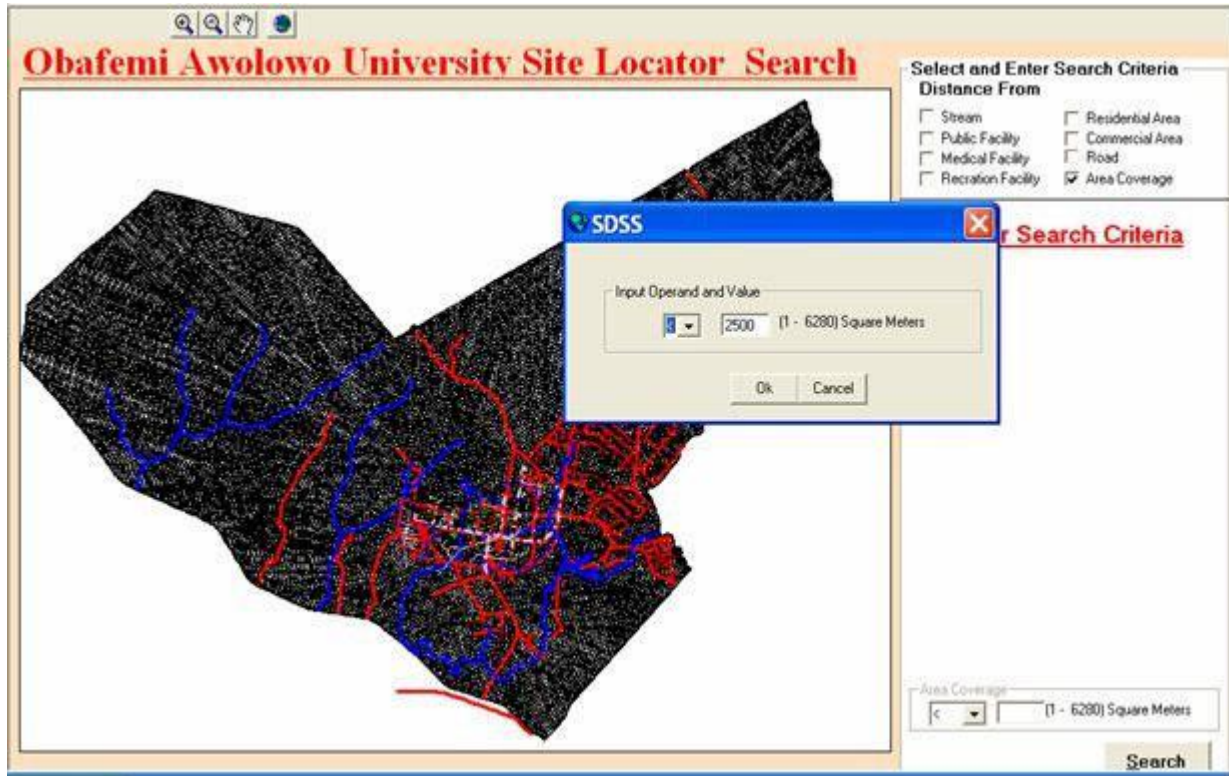 Obafemi Awolowo University Site Locator Search
Select and Enter Search Criteria
Distance From
Stream
Residential Area
Public Facility
Commercial Area
Medical Facility
Road
Recration Facility
Area Coverage
r Search Criteria
SDSS
Input Operand and Value
< 2500 (1 - 6280) Square Meters
Ok Cancel
Area Coverage
< (1 - 6280) Square Meters
Search